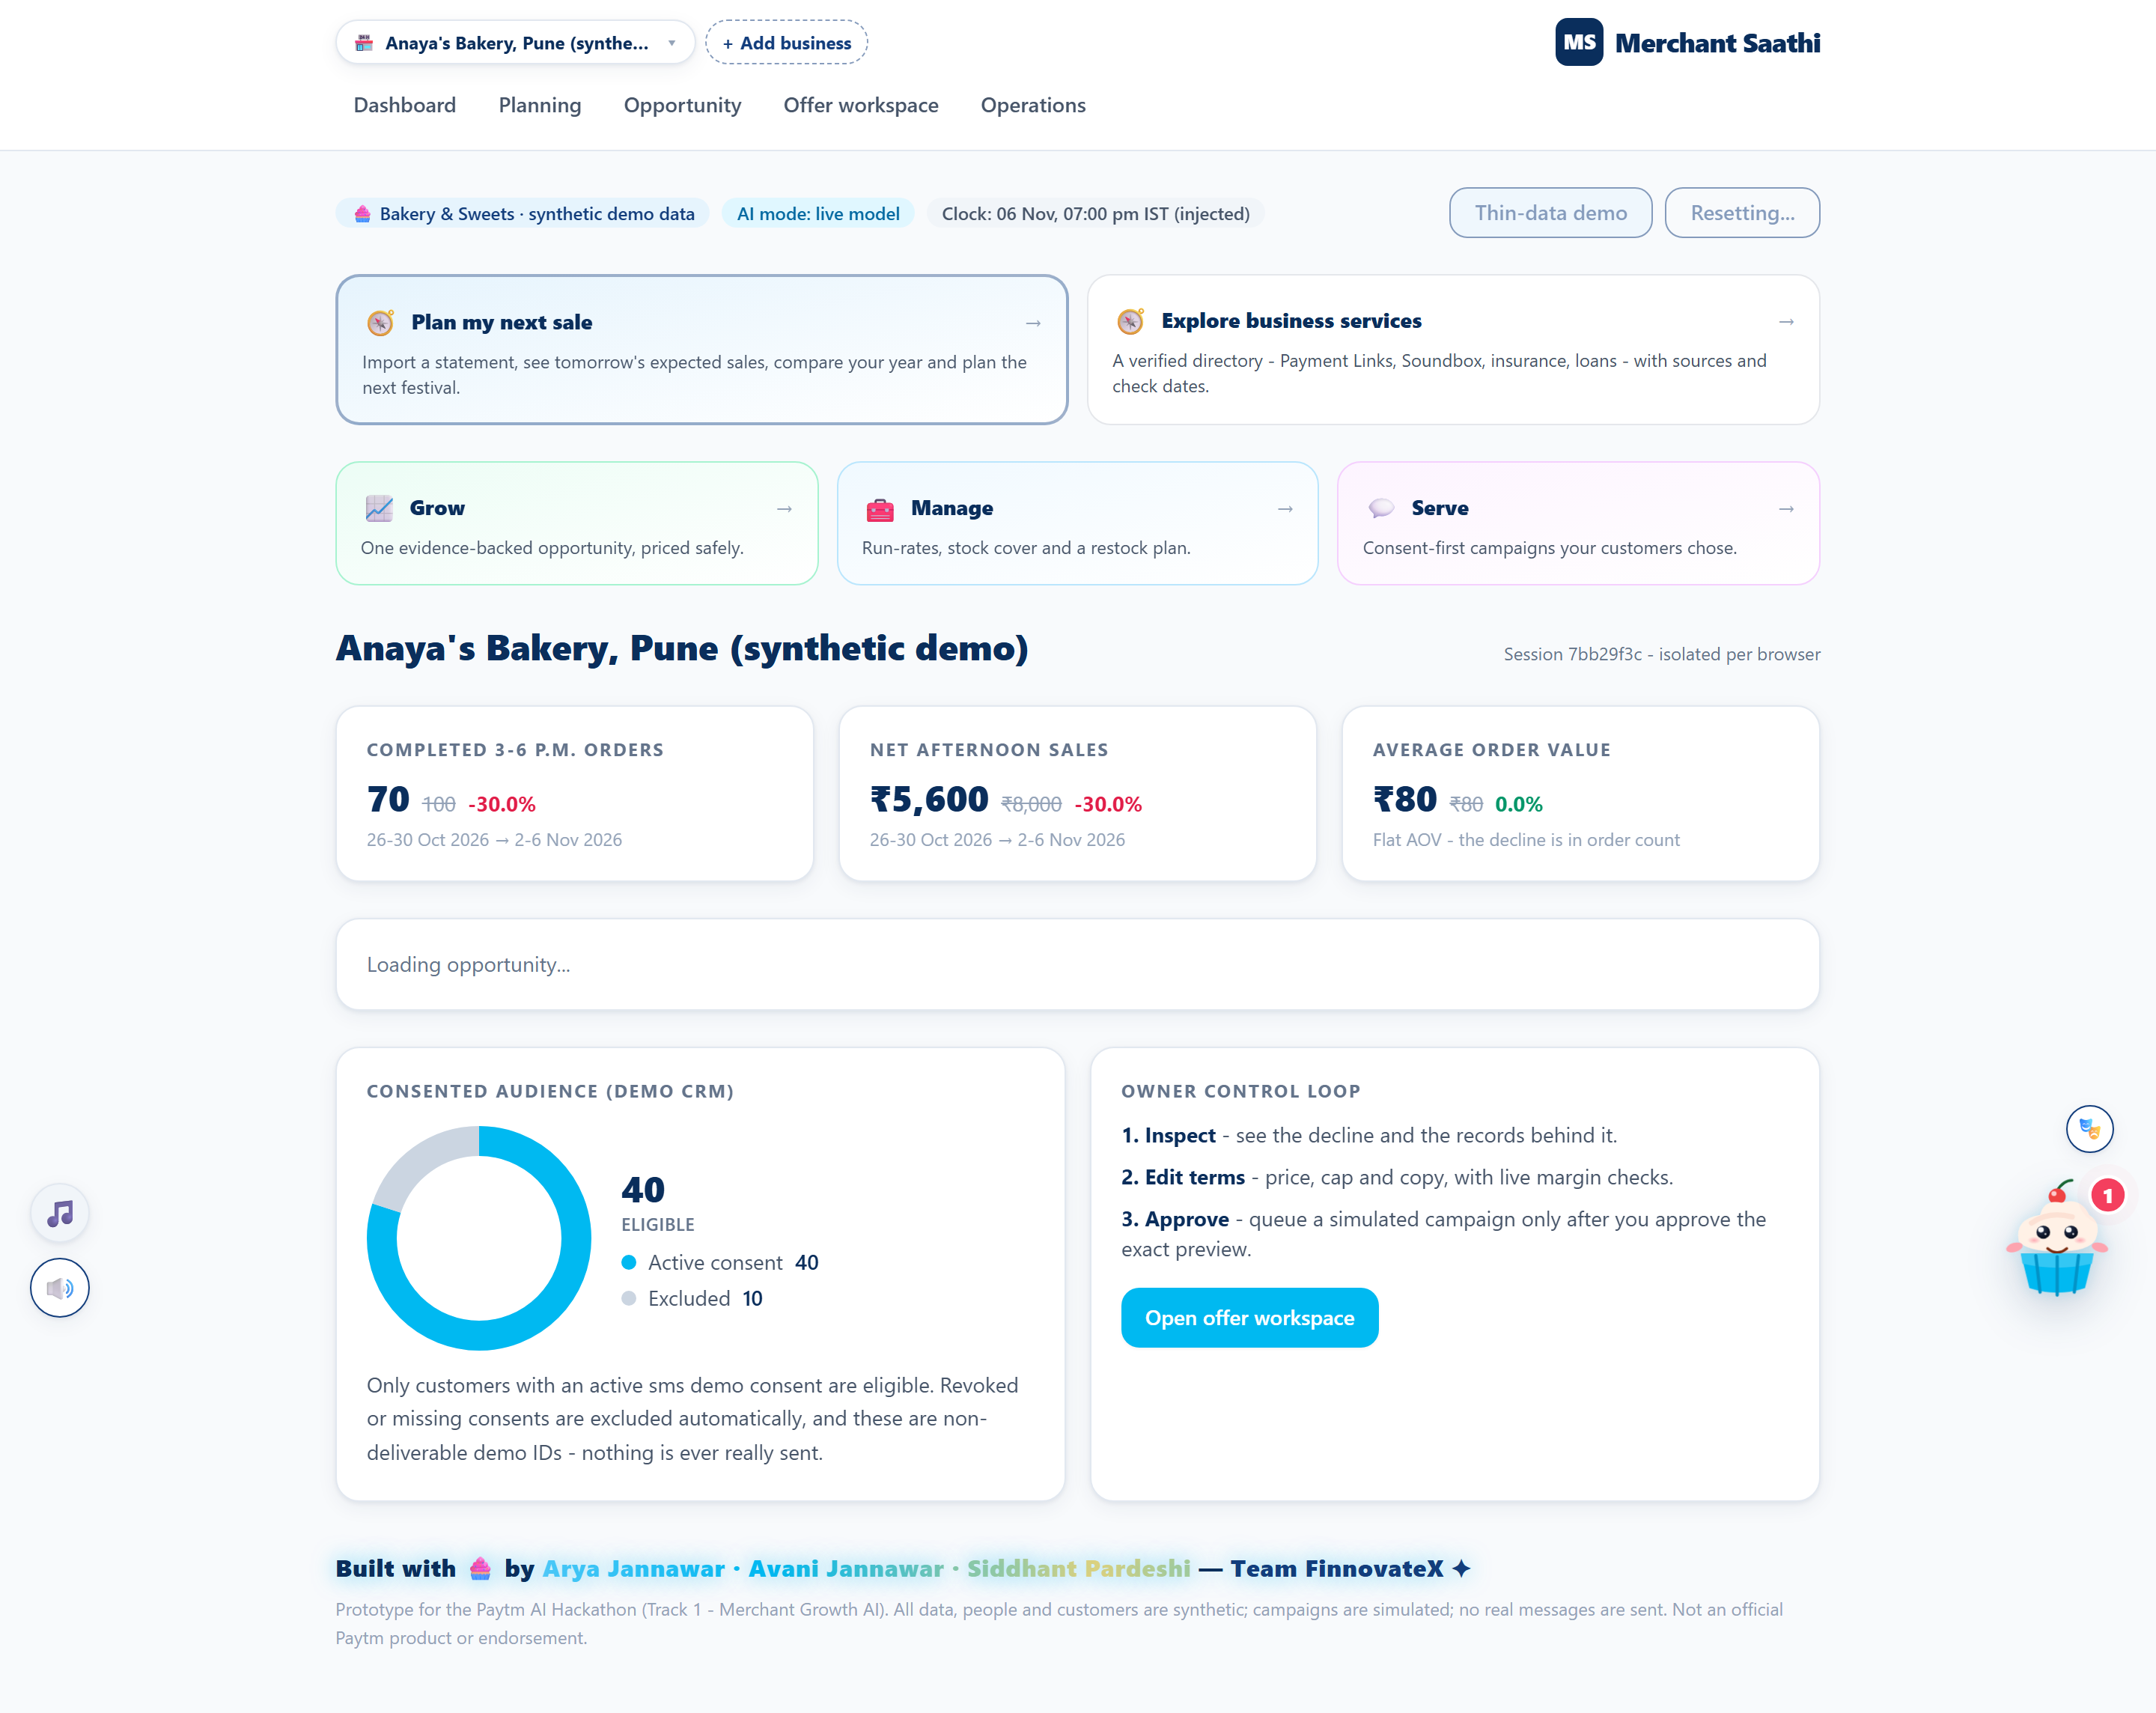 Anaya's Bakery, Pune (synthe...
+ Add business
MS Merchant Saathi
Dashboard Planning Opportunity Offer workspace Operations
Bakery & Sweets · synthetic demo data
AI mode: live model
Clock: 06 Nov, 07:00 pm IST (injected)
Thin-data demo
Resetting...
Plan my next sale →
Import a statement, see tomorrow's expected sales, compare your year and plan the
next festival.
Explore business services →
A verified directory - Payment Links, Soundbox, insurance, loans - with sources and
check dates.
Grow →
One evidence-backed opportunity, priced safely.
Manage →
Run-rates, stock cover and a restock plan.
Serve →
Consent-first campaigns your customers chose.
Anaya's Bakery, Pune (synthetic demo)
Session 7bb29f3c - isolated per browser
COMPLETED 3-6 P.M. ORDERS
70 100 -30.0%
26-30 Oct 2026 → 2-6 Nov 2026
NET AFTERNOON SALES
₹5,600 ₹8,000 -30.0%
26-30 Oct 2026 → 2-6 Nov 2026
AVERAGE ORDER VALUE
₹80 ₹80 0.0%
Flat AOV - the decline is in order count
Loading opportunity...
CONSENTED AUDIENCE (DEMO CRM)
40
ELIGIBLE
Active consent 40
Excluded 10
Only customers with an active sms demo consent are eligible. Revoked
or missing consents are excluded automatically, and these are non-
deliverable demo IDs - nothing is ever really sent.
OWNER CONTROL LOOP
1. Inspect - see the decline and the records behind it.
2. Edit terms - price, cap and copy, with live margin checks.
3. Approve - queue a simulated campaign only after you approve the
exact preview.
Open offer workspace
1
Built with 🧁 by Arya Jannawar · Avani Jannawar · Siddhant Pardeshi — Team FinnovateX ✦
Prototype for the Paytm AI Hackathon (Track 1 - Merchant Growth AI). All data, people and customers are synthetic; campaigns are simulated; no real messages are sent. Not an official
Paytm product or endorsement.